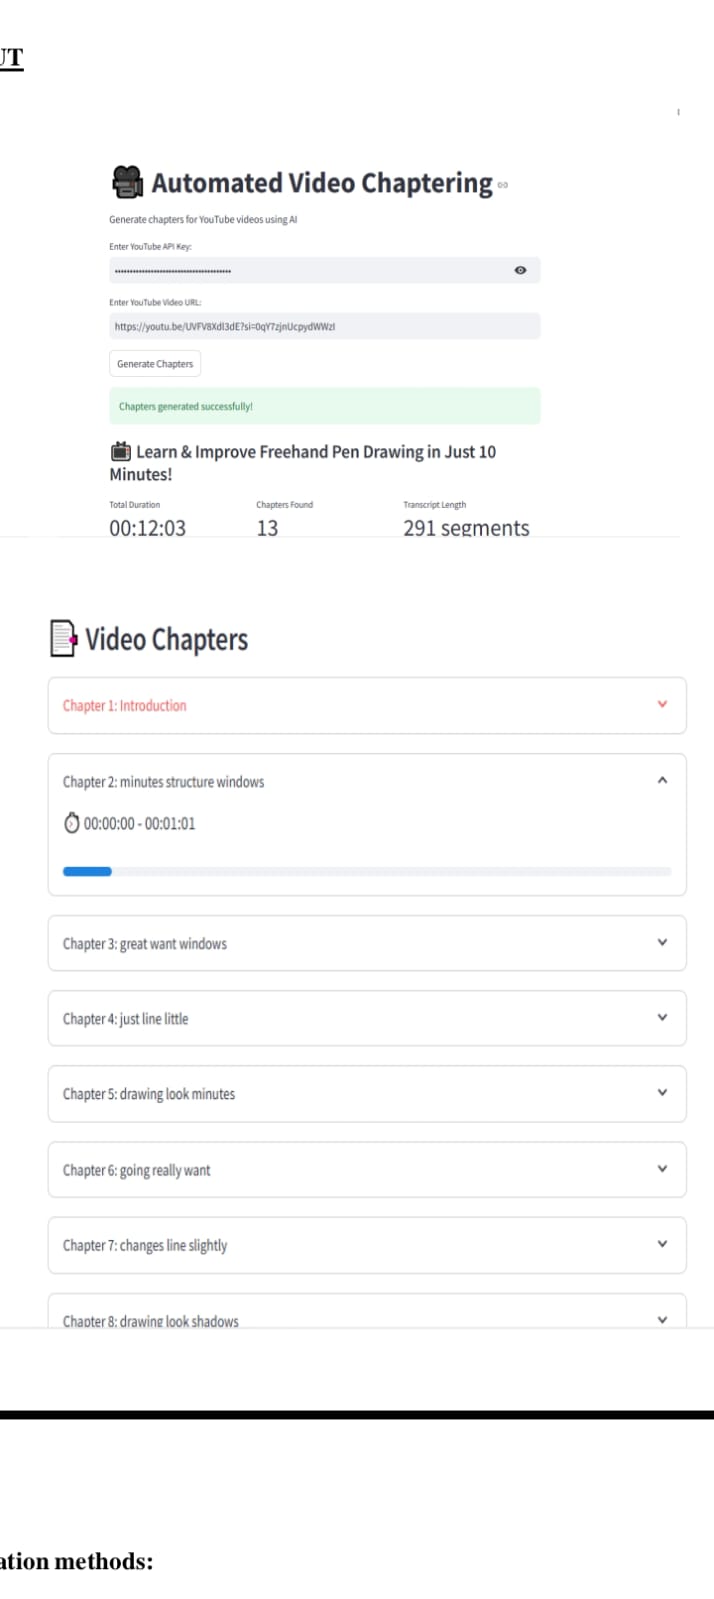 UT
Automated Video Chaptering
Generate chapters for YouTube videos using AI
Enter YouTube API Key:
Enter YouTube Video URL:
https://youtu.be/UVFV8Xdl3dE?si=0qY7zjnUcpydWWzI
Generate Chapters
Chapters generated successfully!
Learn & Improve Freehand Pen Drawing in Just 10
Minutes!
Total Duration Chapters Found Transcript Length
00:12:03 13 291 segments
Video Chapters
Chapter 1: Introduction
Chapter 2: minutes structure windows
00:00:00 - 00:01:01
Chapter 3: great want windows
Chapter 4: just line little
Chapter 5: drawing look minutes
Chapter 6: going really want
Chapter 7: changes line slightly
Chapter 8: drawing look shadows
ation methods: